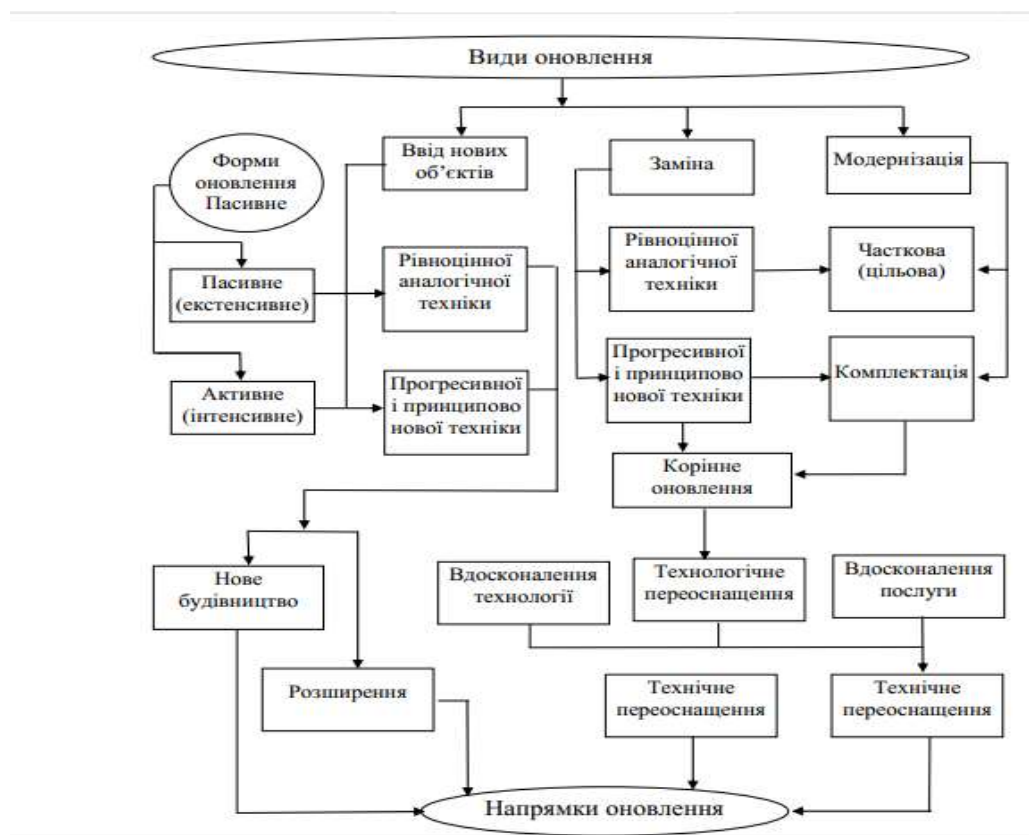 Види оновлення
Форми
оновлення
Пасивне
Ввід нових
об’єктів
Заміна
Модернізація
Пасивне
(екстенсивне)
Рівноцінної
аналогічної
техніки
Рівноцінної
аналогічної
техніки
Часткова
(цільова)
Активне
(інтенсивне)
Прогресивної
і принципово
нової техніки
Прогресивної
і принципово
нової техніки
Комплектація
Корінне
оновлення
Нове
будівництво
Вдосконалення
технології
Технологічне
переоснащення
Вдосконалення
послуги
Розширення
Технічне
переоснащення
Технічне
переоснащення
Напрямки оновлення